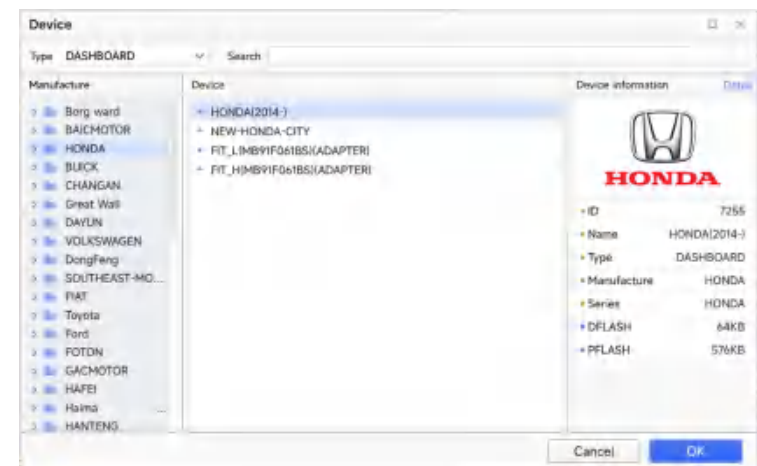 Device
Type DASHBOARD
Search
Manufacture
Borg ward
BAICMOTOR
HONDA
BUICK
CHANGAN
Great Wall
DAYUN
VOLKSWAGEN
DongFeng
SOUTHEAST-MO...
FIAT
Toyota
Ford
FOTON
GACMOTOR
HAFEI
Haima ...
HANTENG
Device
HONDA(2014-)
NEW-HONDA-CITY
FIT_L(MB91F061BS)(ADAPTER)
FIT_H(MB91F061BS)(ADAPTER)
Device information
HONDA
ID 7255
Name HONDA(2014-)
Type DASHBOARD
Manufacture HONDA
Series HONDA
DFLASH 64KB
PFLASH 576KB
Cancel
OK